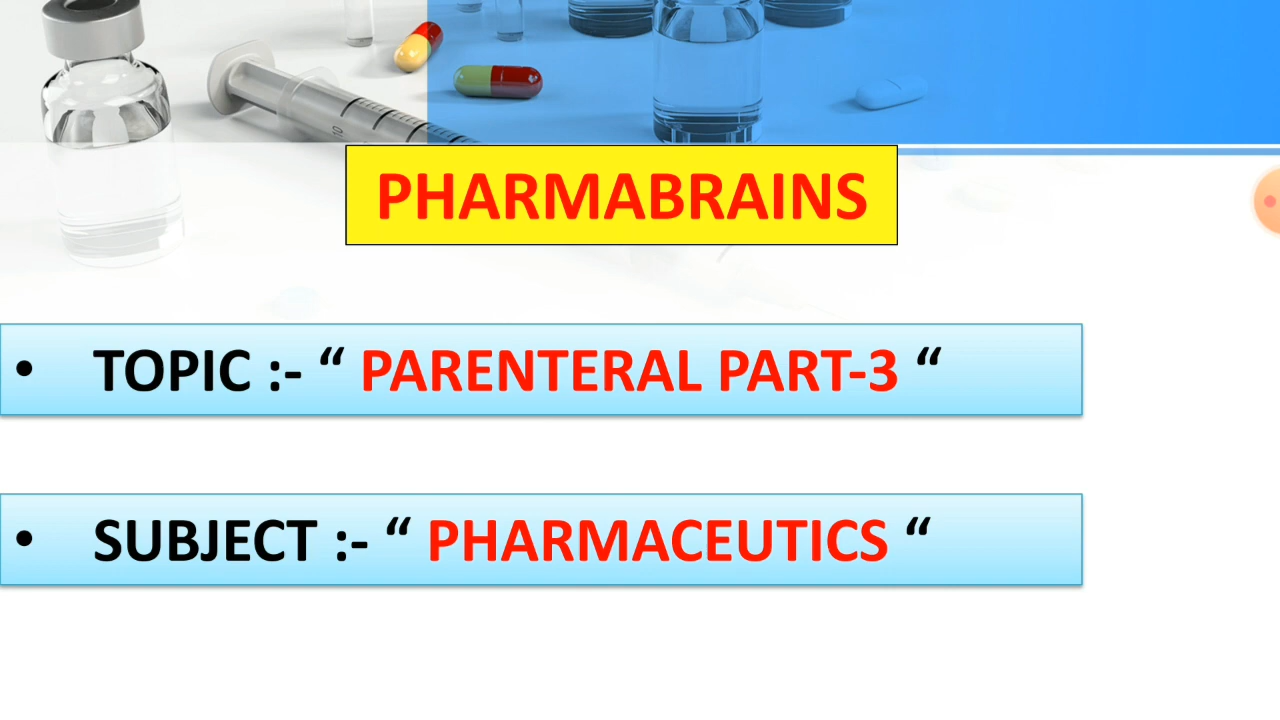 PHARMABRAINS
• TOPIC :- “ PARENTERAL PART-3 “
• SUBJECT :- “ PHARMACEUTICS “